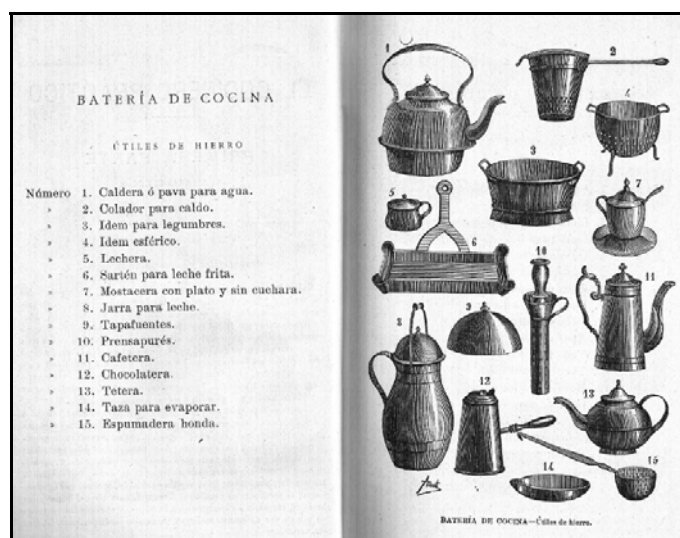 BATERÍA DE COCINA
ÚTILES DE HIERRO
Número 1. Caldera ó pava para agua.
» 2. Colador para caldo.
» 3. Idem para legumbres.
» 4. Idem esférico.
» 5. Lechera.
» 6. Sartén para leche frita.
» 7. Mostacera con plato y sin cuchara.
» 8. Jarra para leche.
» 9. Tapafuentes.
» 10. Prensapurés.
» 11. Cafetera.
» 12. Chocolatera.
» 13. Tetera.
» 14. Taza para evaporar.
» 15. Espumadera honda.
1
2
4
3
5
7
6
10
11
8
9
12
13
14
15
BATERÍA DE COCINA—Útiles de hierro.